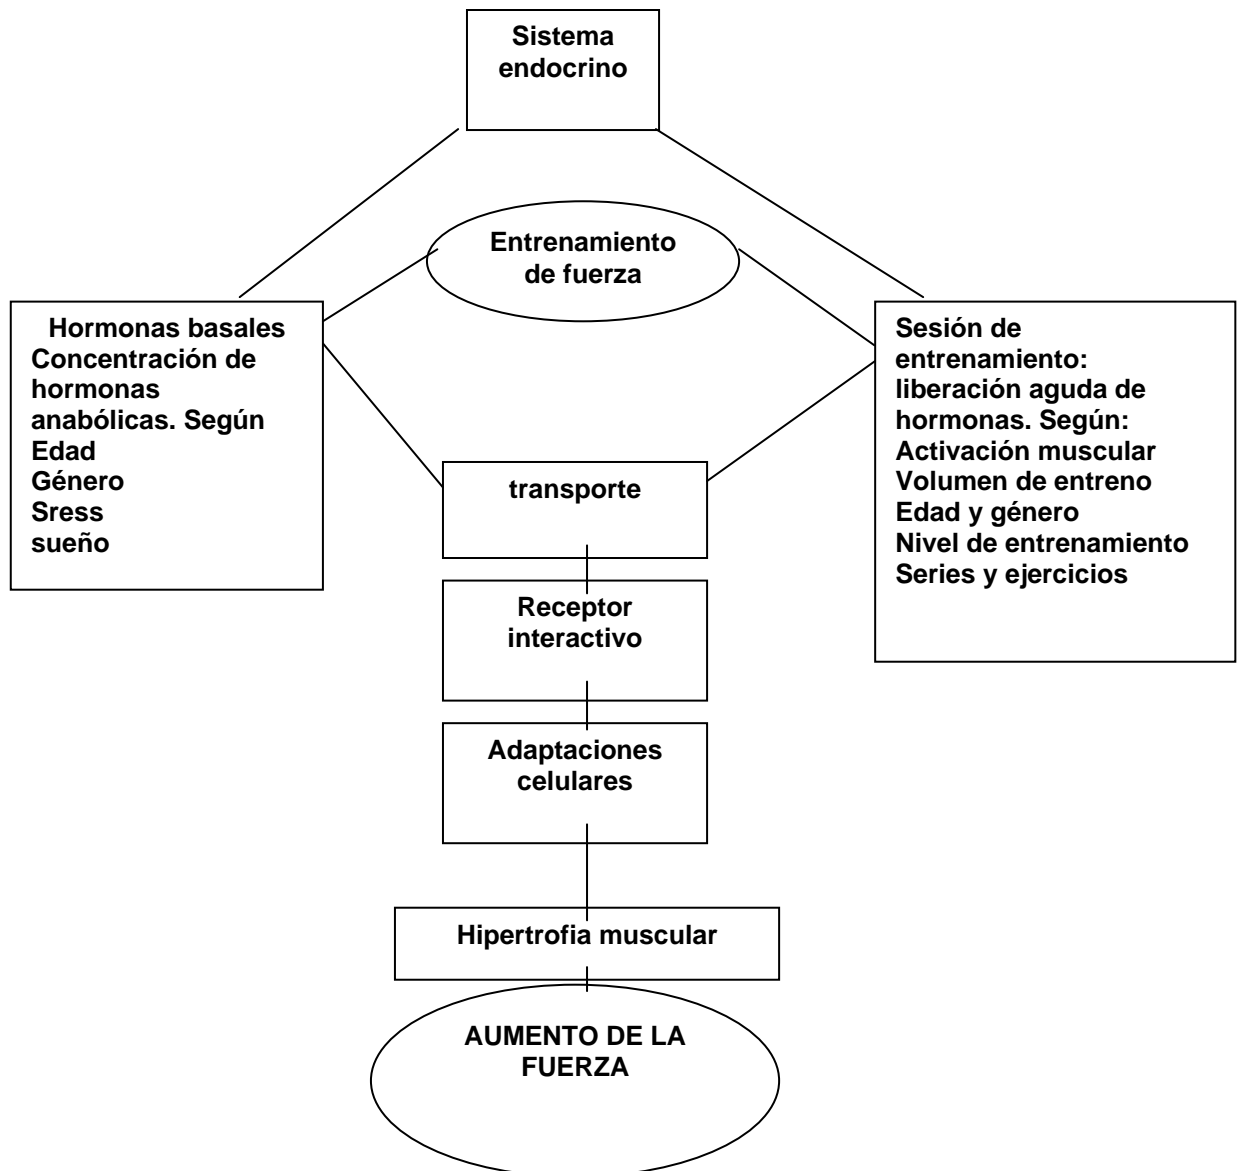 Sistema
endocrino
Entrenamiento
de fuerza
Hormonas basales
Concentración de
hormonas
anabólicas. Según
Edad
Género
Sress
sueño
Sesión de
entrenamiento:
liberación aguda de
hormonas. Según:
Activación muscular
Volumen de entreno
Edad y género
Nivel de entrenamiento
Series y ejercicios
transporte
Receptor
interactivo
Adaptaciones
celulares
Hipertrofia muscular
AUMENTO DE LA
FUERZA